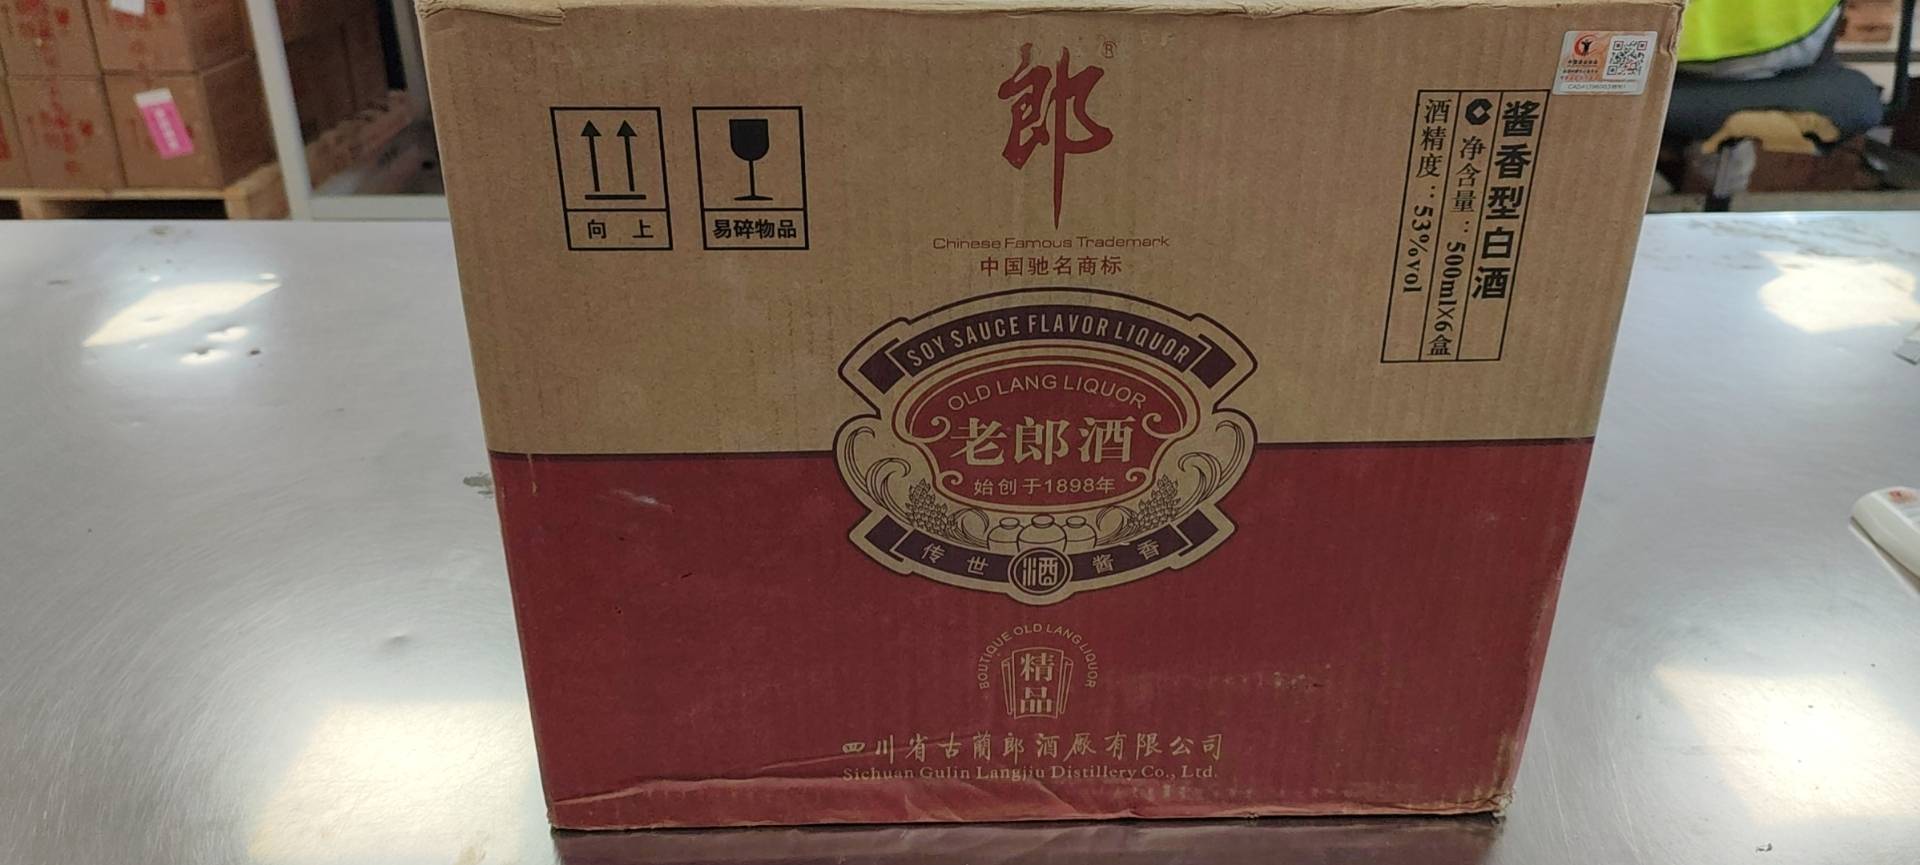 郎
®
Chinese Famous Trademark
中国驰名商标
向 上
易碎物品
酱香型白酒
净含量：500ml×6盒
酒精度：53%vol
SOY SAUCE FLAVOR LIQUOR
OLD LANG LIQUOR
老郎酒
始创于1898年
传世 酒 酱香
BOUTIQUE OLD LANG LIQUOR
精品
四川省古蔺郎酒厰有限公司
Sichuan Gulin Langjiu Distillery Co., Ltd.